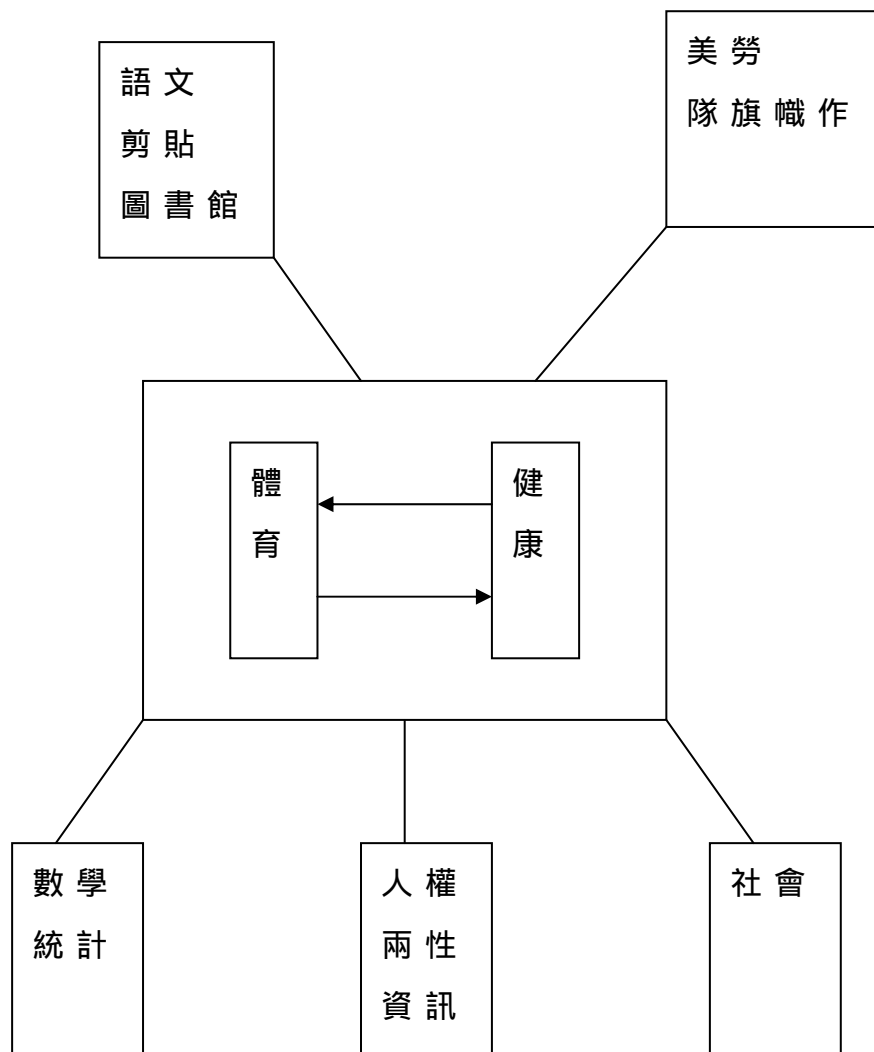 語文
剪貼
圖書館
美勞
隊旗幟作
體
育
健
康
數學
統計
人權
兩性
資訊
社會